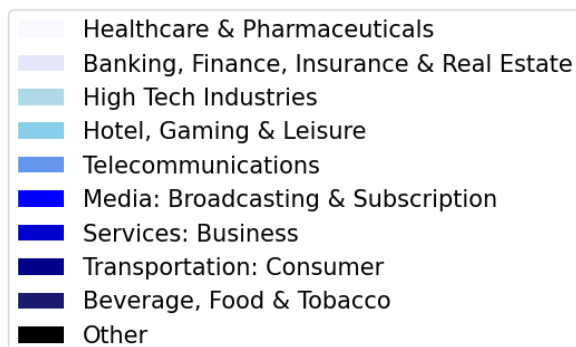 Healthcare & Pharmaceuticals
Banking, Finance, Insurance & Real Estate
High Tech Industries
Hotel, Gaming & Leisure
Telecommunications
Media: Broadcasting & Subscription
Services: Business
Transportation: Consumer
Beverage, Food & Tobacco
Other